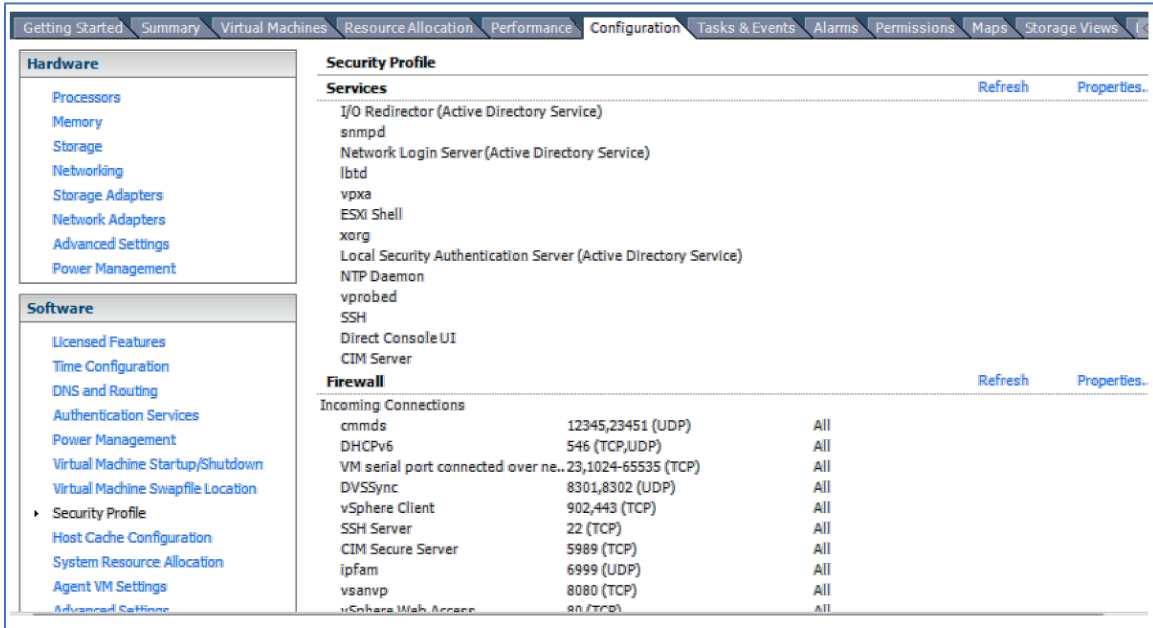 Getting Started Summary Virtual Machines Resource Allocation Performance Configuration Tasks & Events Alarms Permissions Maps Storage Views
Hardware
Processors
Memory
Storage
Networking
Storage Adapters
Network Adapters
Advanced Settings
Power Management
Software
Licensed Features
Time Configuration
DNS and Routing
Authentication Services
Power Management
Virtual Machine Startup/Shutdown
Virtual Machine Swapfile Location
Security Profile
Host Cache Configuration
System Resource Allocation
Agent VM Settings
Advanced Settings
Security Profile
Services Refresh Properties..
I/O Redirector (Active Directory Service)
snmpd
Network Login Server (Active Directory Service)
lbtd
vpxa
ESXi Shell
xorg
Local Security Authentication Server (Active Directory Service)
NTP Daemon
vprobed
SSH
Direct Console UI
CIM Server
Firewall Refresh Properties..
Incoming Connections
cmmds 12345,23451 (UDP) All
DHCPv6 546 (TCP,UDP) All
VM serial port connected over ne.. 23,1024-65535 (TCP) All
DVSSync 8301,8302 (UDP) All
vSphere Client 902,443 (TCP) All
SSH Server 22 (TCP) All
CIM Secure Server 5989 (TCP) All
ipfam 6999 (UDP) All
vsanvp 8080 (TCP) All
vSphere Web Access 80 (TCP) All